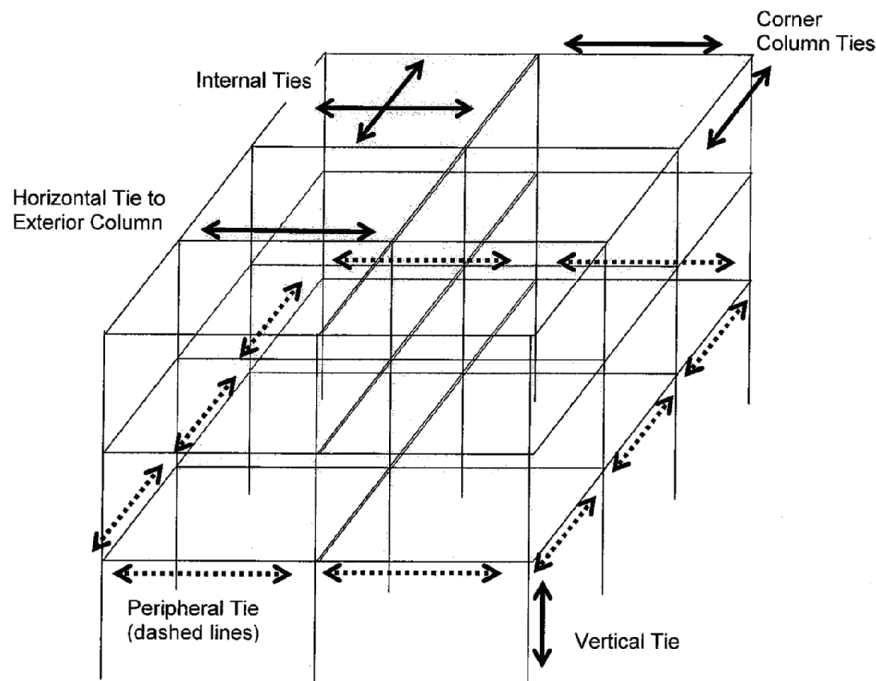 Corner
Column Ties
Internal Ties
Horizontal Tie to
Exterior Column
Peripheral Tie
(dashed lines)
Vertical Tie